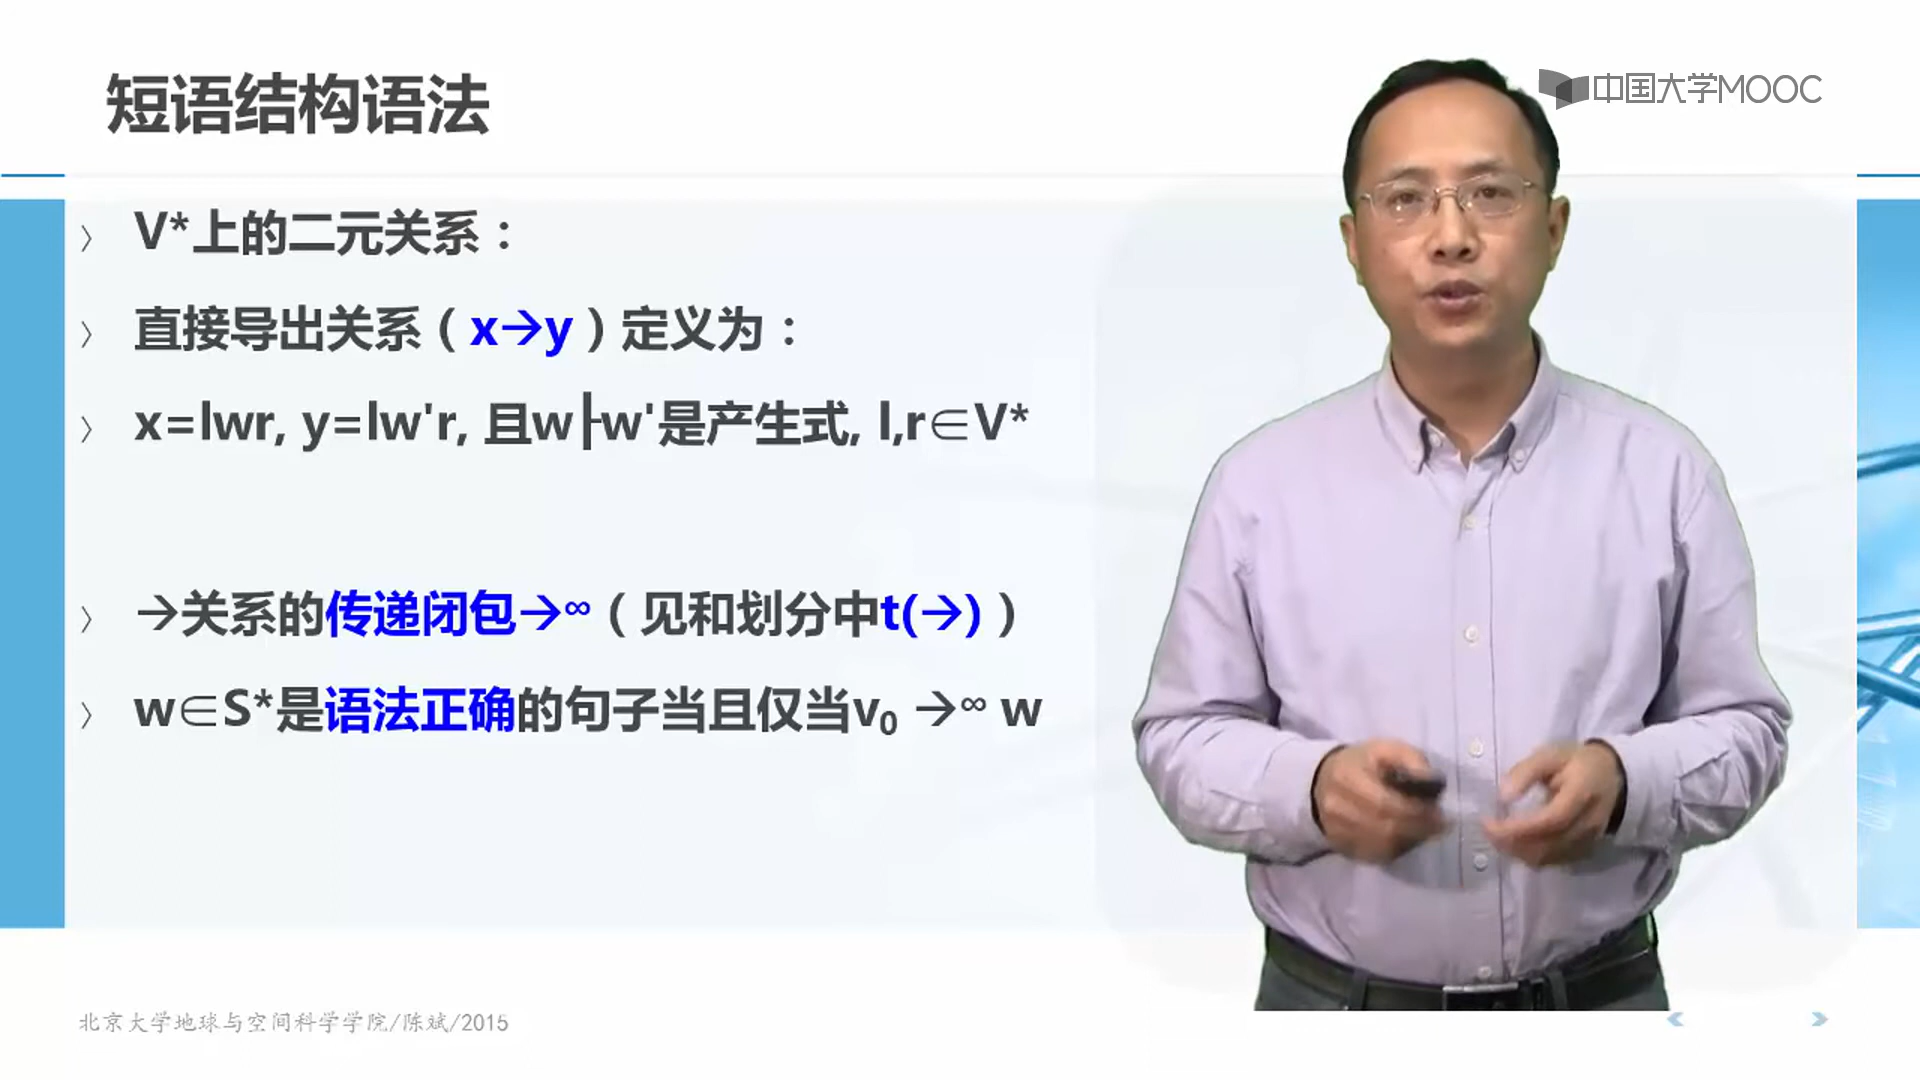 短语结构语法
中国大学MOOC
〉 V*上的二元关系：
〉 直接导出关系（x→y）定义为：
〉 x=lwr, y=lw'r, 且w├w'是产生式, l,r∈V*
〉 →关系的传递闭包→∞（见和划分中t(→)）
〉 w∈S*是语法正确的句子当且仅当v₀ →∞ w
北京大学地球与空间科学学院/陈斌/2015